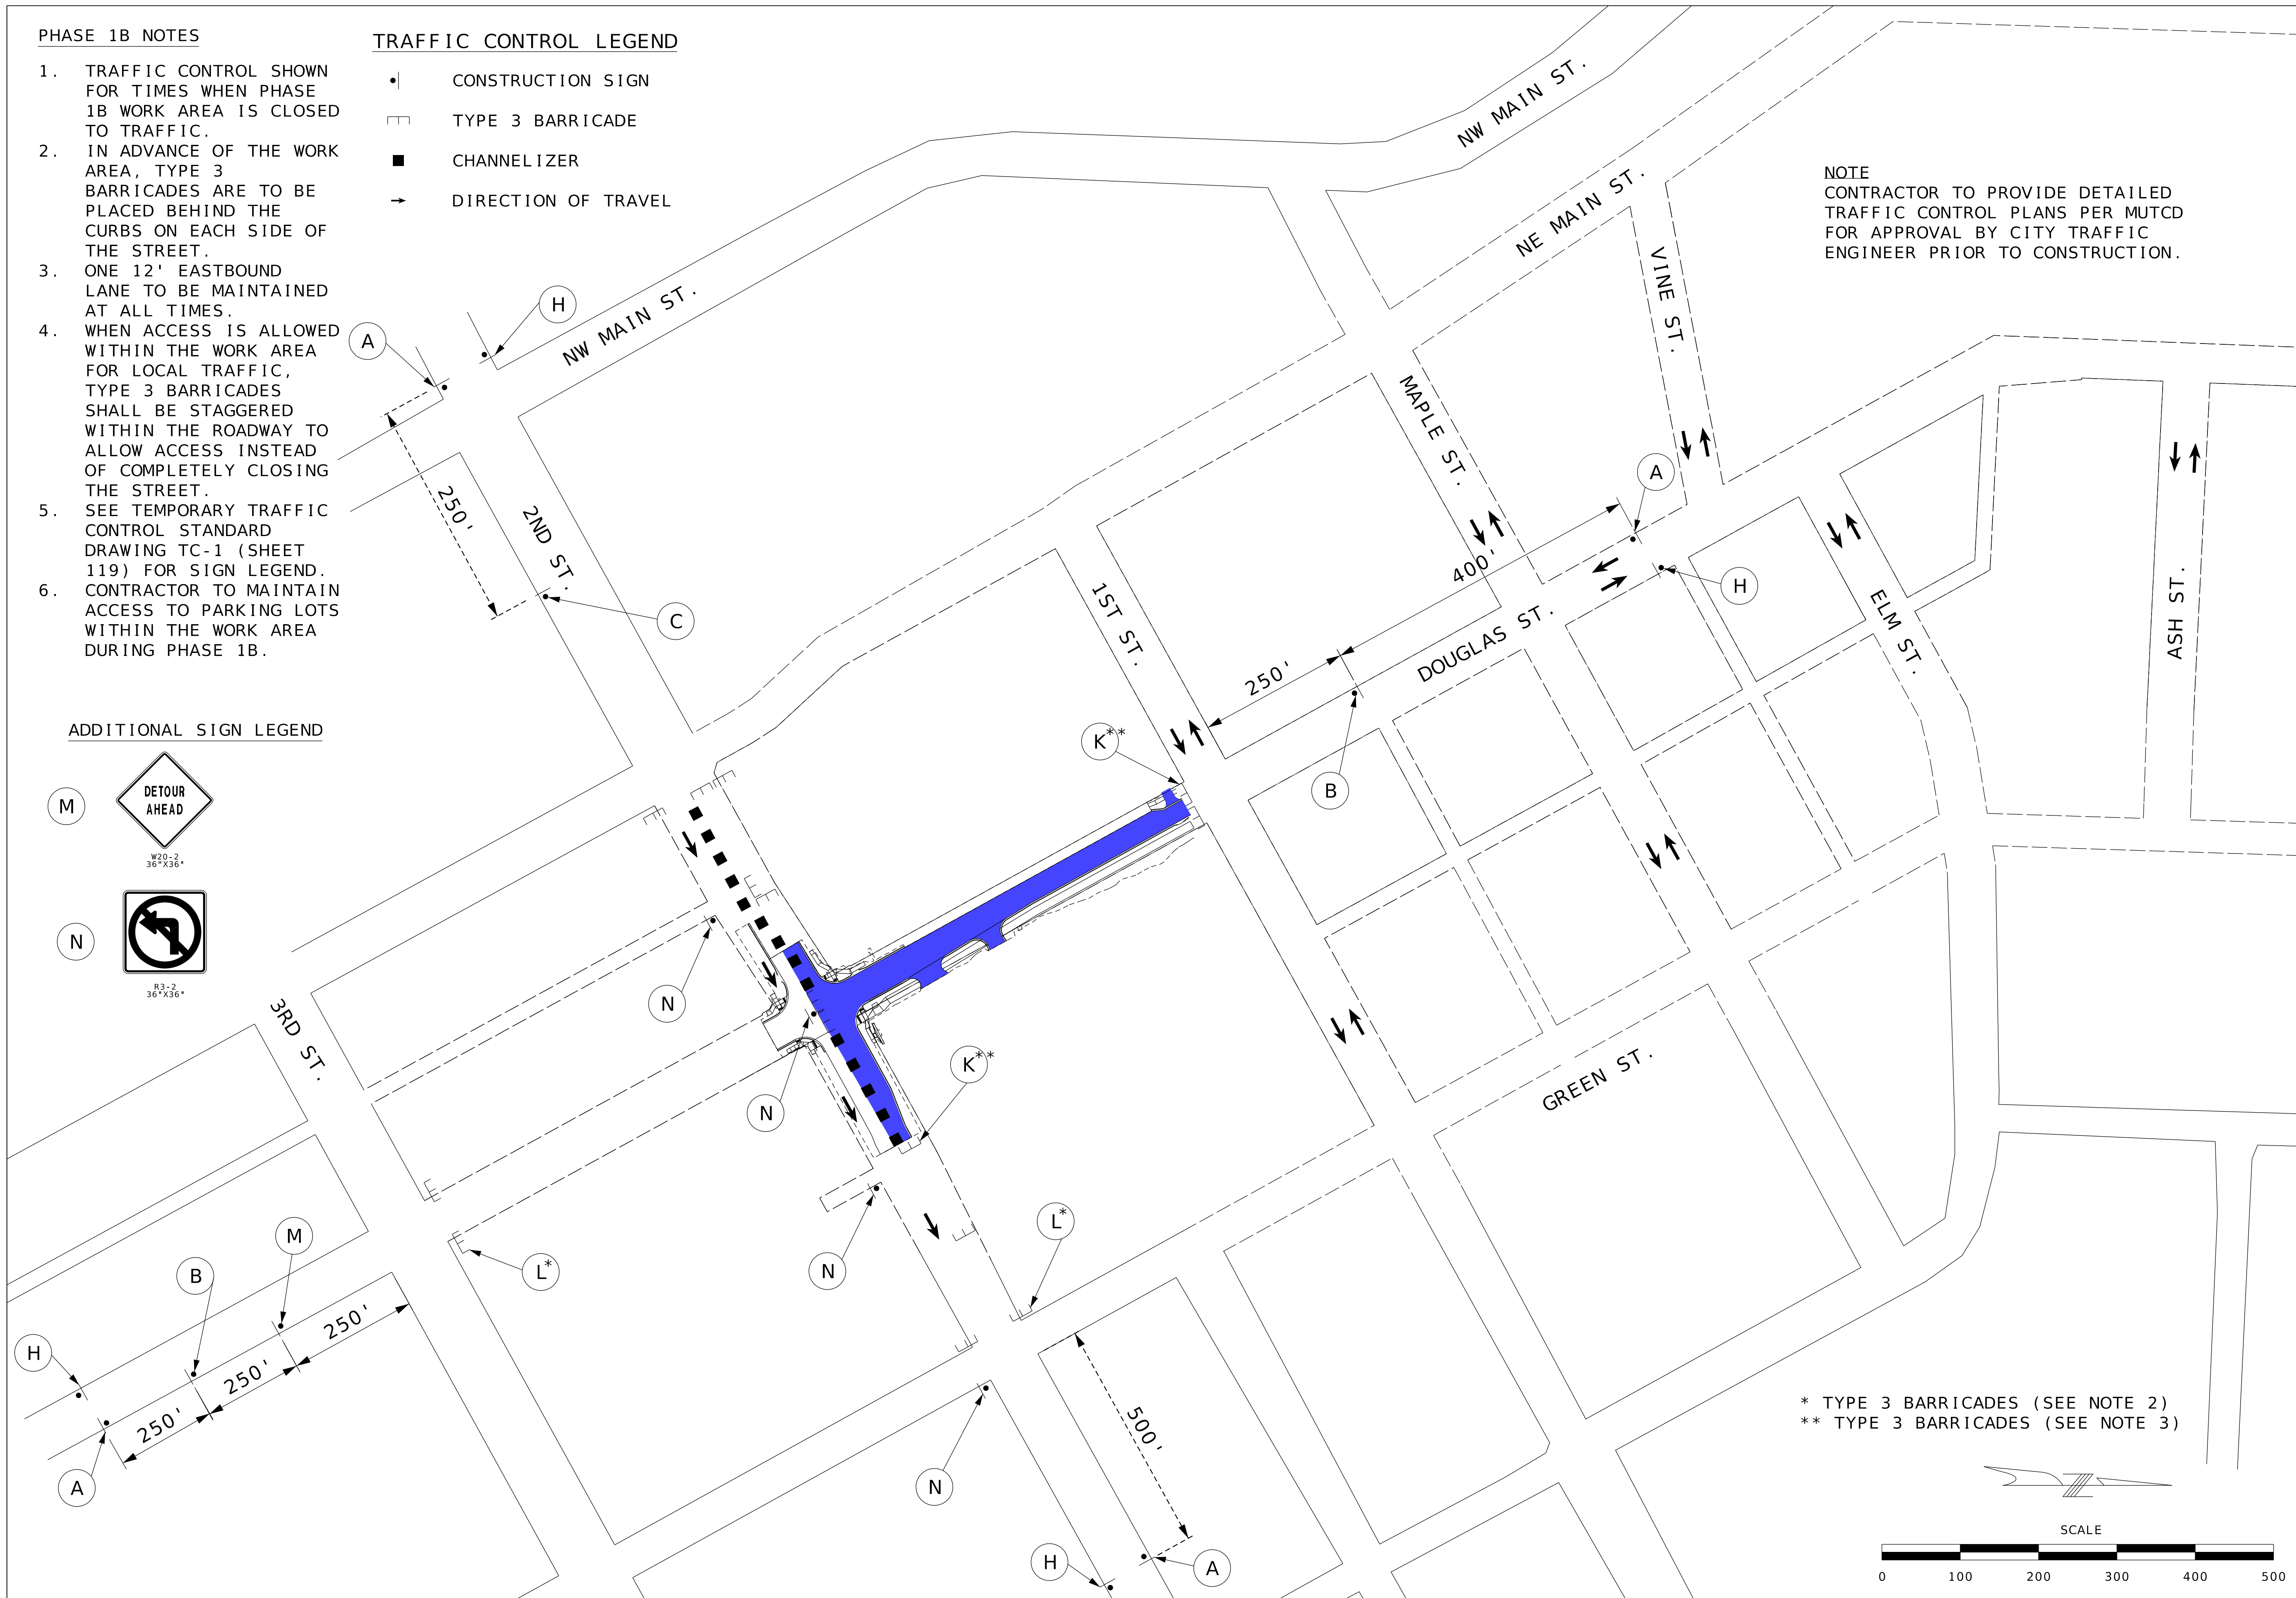 PHASE 1B NOTES
1. TRAFFIC CONTROL SHOWN
FOR TIMES WHEN PHASE
1B WORK AREA IS CLOSED
TO TRAFFIC.
2. IN ADVANCE OF THE WORK
AREA, TYPE 3
BARRICADES ARE TO BE
PLACED BEHIND THE
CURBS ON EACH SIDE OF
THE STREET.
3. ONE 12' EASTBOUND
LANE TO BE MAINTAINED
AT ALL TIMES.
4. WHEN ACCESS IS ALLOWED
WITHIN THE WORK AREA
FOR LOCAL TRAFFIC,
TYPE 3 BARRICADES
SHALL BE STAGGERED
WITHIN THE ROADWAY TO
ALLOW ACCESS INSTEAD
OF COMPLETELY CLOSING
THE STREET.
5. SEE TEMPORARY TRAFFIC
CONTROL STANDARD
DRAWING TC-1 (SHEET
119) FOR SIGN LEGEND.
6. CONTRACTOR TO MAINTAIN
ACCESS TO PARKING LOTS
WITHIN THE WORK AREA
DURING PHASE 1B.
TRAFFIC CONTROL LEGEND
CONSTRUCTION SIGN
TYPE 3 BARRICADE
CHANNELIZER
DIRECTION OF TRAVEL
ADDITIONAL SIGN LEGEND
M
DETOUR
AHEAD
W20-2
36"X36"
N
R3-2
36"X36"
NOTE
CONTRACTOR TO PROVIDE DETAILED
TRAFFIC CONTROL PLANS PER MUTCD
FOR APPROVAL BY CITY TRAFFIC
ENGINEER PRIOR TO CONSTRUCTION.
NW MAIN ST.
NE MAIN ST.
VINE ST.
H
A
NW MAIN ST.
250'
2ND ST.
C
MAPLE ST.
A
400'
H
1ST ST.
DOUGLAS ST.
250'
ELM ST.
ASH ST.
K**
B
N
3RD ST.
N
K**
GREEN ST.
L*
L*
N
M
B
250'
H
250'
250'
A
N
500'
H
A
* TYPE 3 BARRICADES (SEE NOTE 2)
** TYPE 3 BARRICADES (SEE NOTE 3)
Z
SCALE
0 100 200 300 400 500